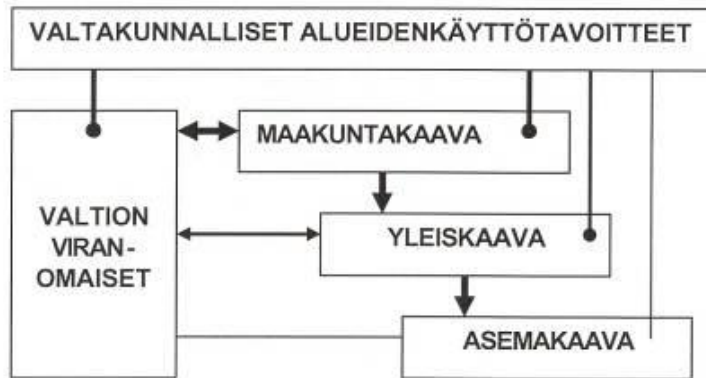 VALTAKUNNALLISET ALUEIDENKÄYTTÖTAVOITTEET
MAAKUNTAKAAVA
VALTION
VIRAN-
OMAISET
YLEISKAAVA
ASEMAKAAVA